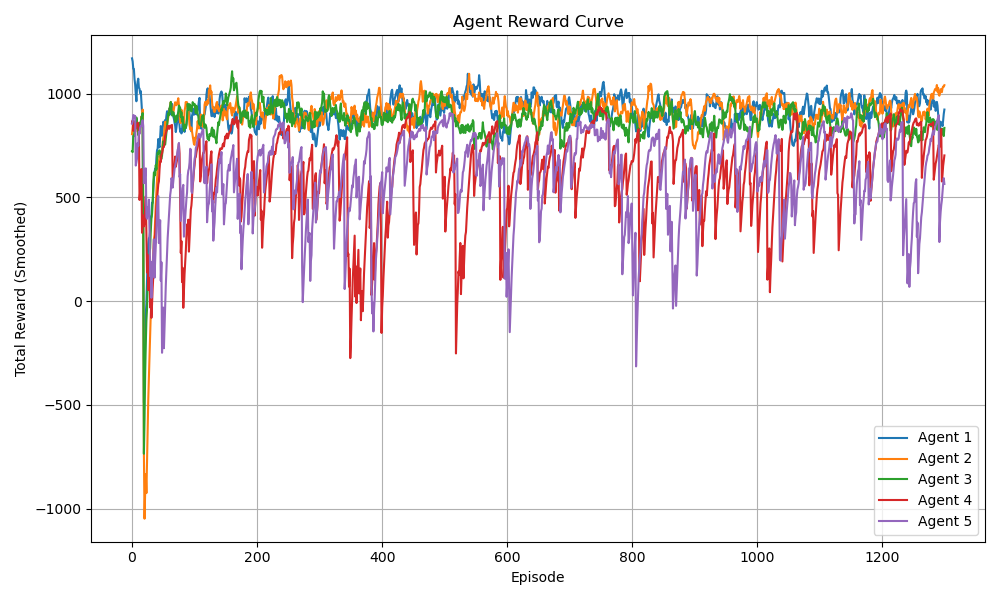 Agent Reward Curve
Total Reward (Smoothed)
1000
500
0
−500
−1000
0 200 400 600 800 1000 1200
Episode
Agent 1
Agent 2
Agent 3
Agent 4
Agent 5